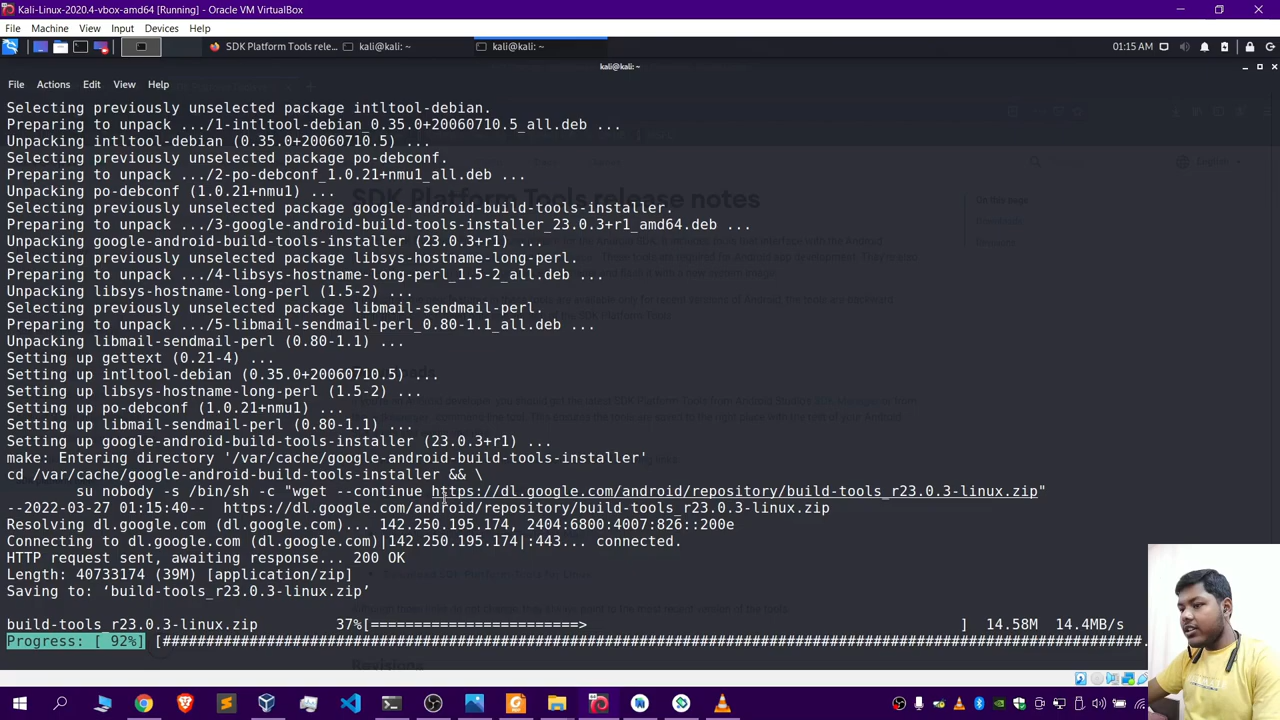 Kali-Linux-2020.4-vbox-amd64 [Running] - Oracle VM VirtualBox
File Machine View Input Devices Help
SDK Platform Tools rele... kali@kali: ~ kali@kali: ~ 01:15 AM
kali@kali: ~
File Actions Edit View Help
Selecting previously unselected package intltool-debian.
Preparing to unpack .../1-intltool-debian_0.35.0+20060710.5_all.deb ...
Unpacking intltool-debian (0.35.0+20060710.5) ...
Selecting previously unselected package po-debconf.
Preparing to unpack .../2-po-debconf_1.0.21+nmu1_all.deb ...
Unpacking po-debconf (1.0.21+nmu1) ...
Selecting previously unselected package google-android-build-tools-installer.
Preparing to unpack .../3-google-android-build-tools-installer_23.0.3+r1_amd64.deb ...
Unpacking google-android-build-tools-installer (23.0.3+r1) ...
Selecting previously unselected package libsys-hostname-long-perl.
Preparing to unpack .../4-libsys-hostname-long-perl_1.5-2_all.deb ...
Unpacking libsys-hostname-long-perl (1.5-2) ...
Selecting previously unselected package libmail-sendmail-perl.
Preparing to unpack .../5-libmail-sendmail-perl_0.80-1.1_all.deb ...
Unpacking libmail-sendmail-perl (0.80-1.1) ...
Setting up gettext (0.21-4) ...
Setting up intltool-debian (0.35.0+20060710.5) ...
Setting up libsys-hostname-long-perl (1.5-2) ...
Setting up po-debconf (1.0.21+nmu1) ...
Setting up libmail-sendmail-perl (0.80-1.1) ...
Setting up google-android-build-tools-installer (23.0.3+r1) ...
make: Entering directory '/var/cache/google-android-build-tools-installer'
cd /var/cache/google-android-build-tools-installer && \
su nobody -s /bin/sh -c "wget --continue https://dl.google.com/android/repository/build-tools_r23.0.3-linux.zip"
--2022-03-27 01:15:40-- https://dl.google.com/android/repository/build-tools_r23.0.3-linux.zip
Resolving dl.google.com (dl.google.com)... 142.250.195.174, 2404:6800:4007:826::200e
Connecting to dl.google.com (dl.google.com)|142.250.195.174|:443... connected.
HTTP request sent, awaiting response... 200 OK
Length: 40733174 (39M) [application/zip]
Saving to: ‘build-tools_r23.0.3-linux.zip’
build-tools_r23.0.3-linux.zip 37%[========================> ] 14.58M 14.4MB/s
Progress: [ 92%] [####################################################################################################################.
SDK Platform Tools release notes
Revisions